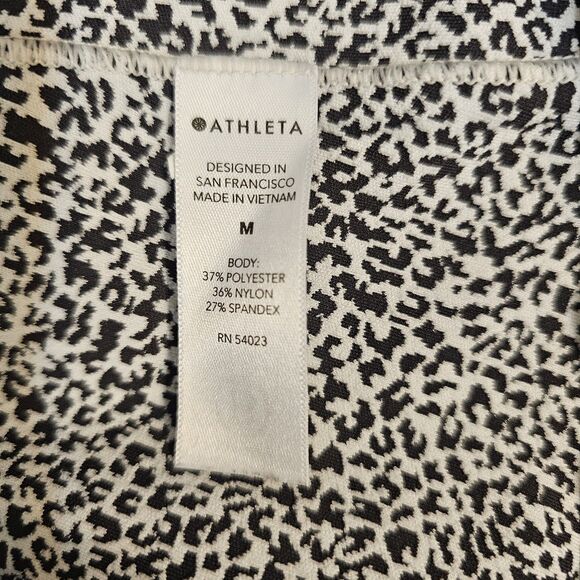 ATHLETA
DESIGNED IN
SAN FRANCISCO
MADE IN VIETNAM
M
BODY:
37% POLYESTER
36% NYLON
27% SPANDEX
RN 54023